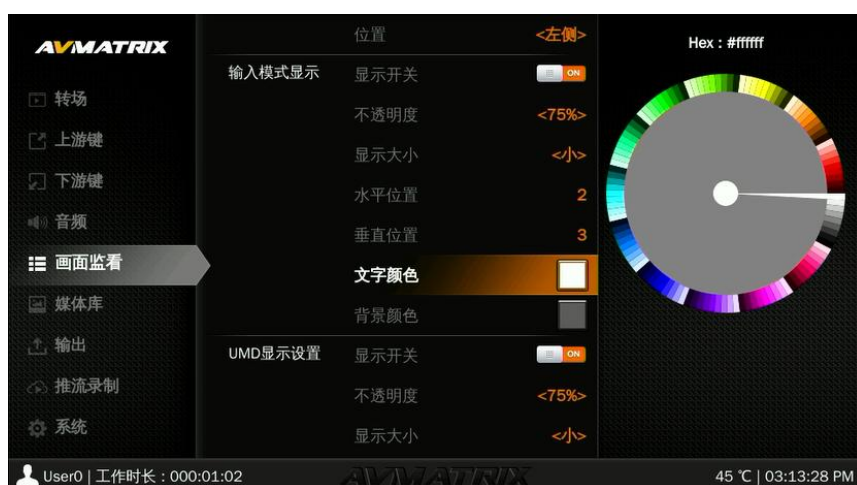 AVMATRIX
位置 <左侧>
Hex : #ffffff
输入模式显示 显示开关 ON
转场
不透明度 <75%>
上游键
显示大小 <小>
下游键
水平位置 2
音频
垂直位置 3
画面监看
文字颜色
媒体库
背景颜色
输出
UMD显示设置 显示开关 ON
推流录制
不透明度 <75%>
系统
显示大小 <小>
User0 | 工作时长 : 000:01:02
AVMATRIX
45 ℃ | 03:13:28 PM